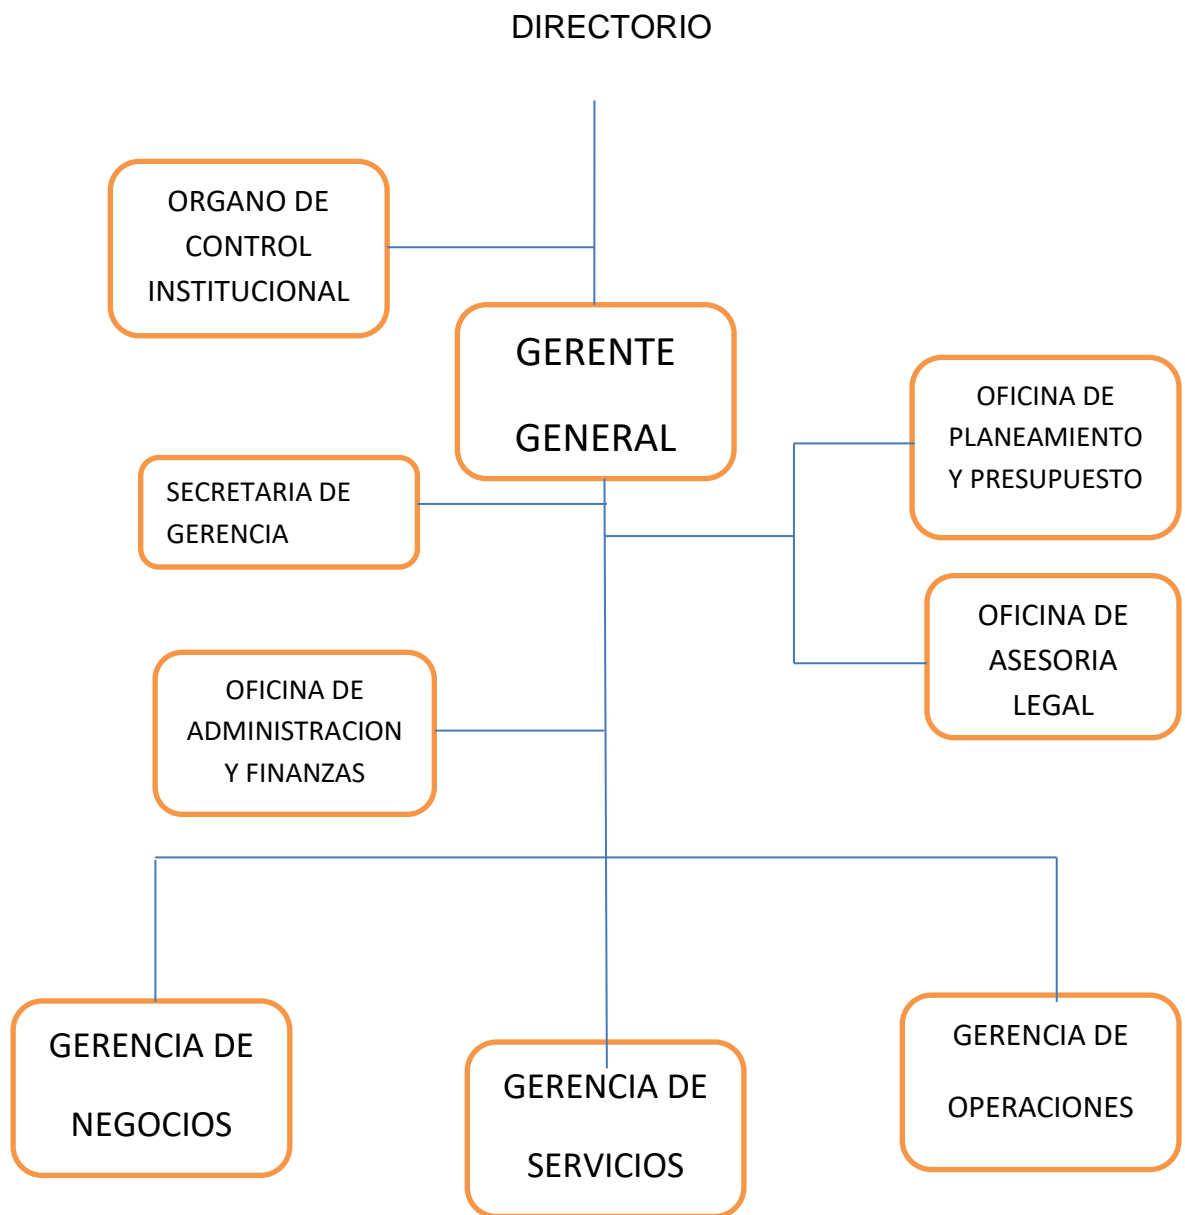 DIRECTORIO
ORGANO DE
CONTROL
INSTITUCIONAL
GERENTE
GENERAL
OFICINA DE
PLANEAMIENTO
Y PRESUPUESTO
SECRETARIA DE
GERENCIA
OFICINA DE
ASESORIA
LEGAL
OFICINA DE
ADMINISTRACION
Y FINANZAS
GERENCIA DE
NEGOCIOS
GERENCIA DE
SERVICIOS
GERENCIA DE
OPERACIONES